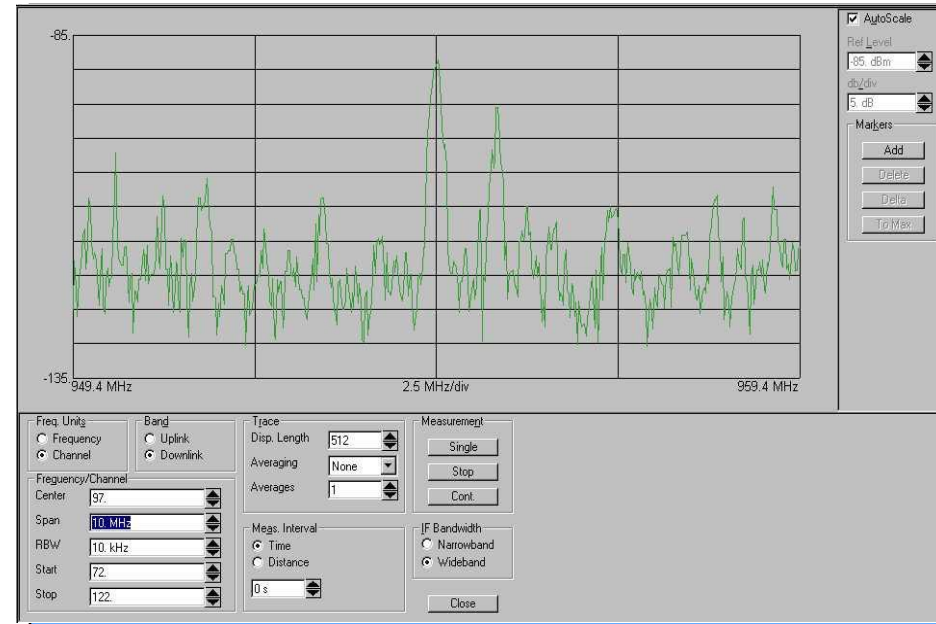 -85.
-135.
949.4 MHz
2.5 MHz/div
959.4 MHz
AutoScale
Ref Level
-85. dBm
db/div
5. dB
Markers
Add
Delete
Delta
To Max
Freq. Units
Frequency
Channel
Band
Uplink
Downlink
Frequency/Channel
Center
97.
Span
10. MHz
RBW
10. kHz
Start
72.
Stop
122.
Trace
Disp. Length
512
Averaging
None
Averages
1
Meas. Interval
Time
Distance
0 s
Measurement
Single
Stop
Cont.
IF Bandwidth
Narrowband
Wideband
Close